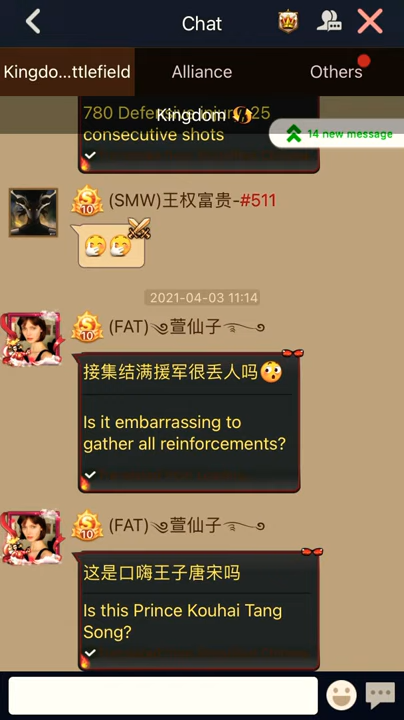 Chat
Kingdo...ttlefield
Alliance
Others
780 Defensive injury 25
Kingdom
consecutive shots
14 new message
(SMW)王权富贵-#511
2021-04-03 11:14
(FAT)萱仙子
接集结满援军很丢人吗
Is it embarrassing to
gather all reinforcements?
(FAT)萱仙子
这是口嗨王子唐宋吗
Is this Prince Kouhai Tang
Song?